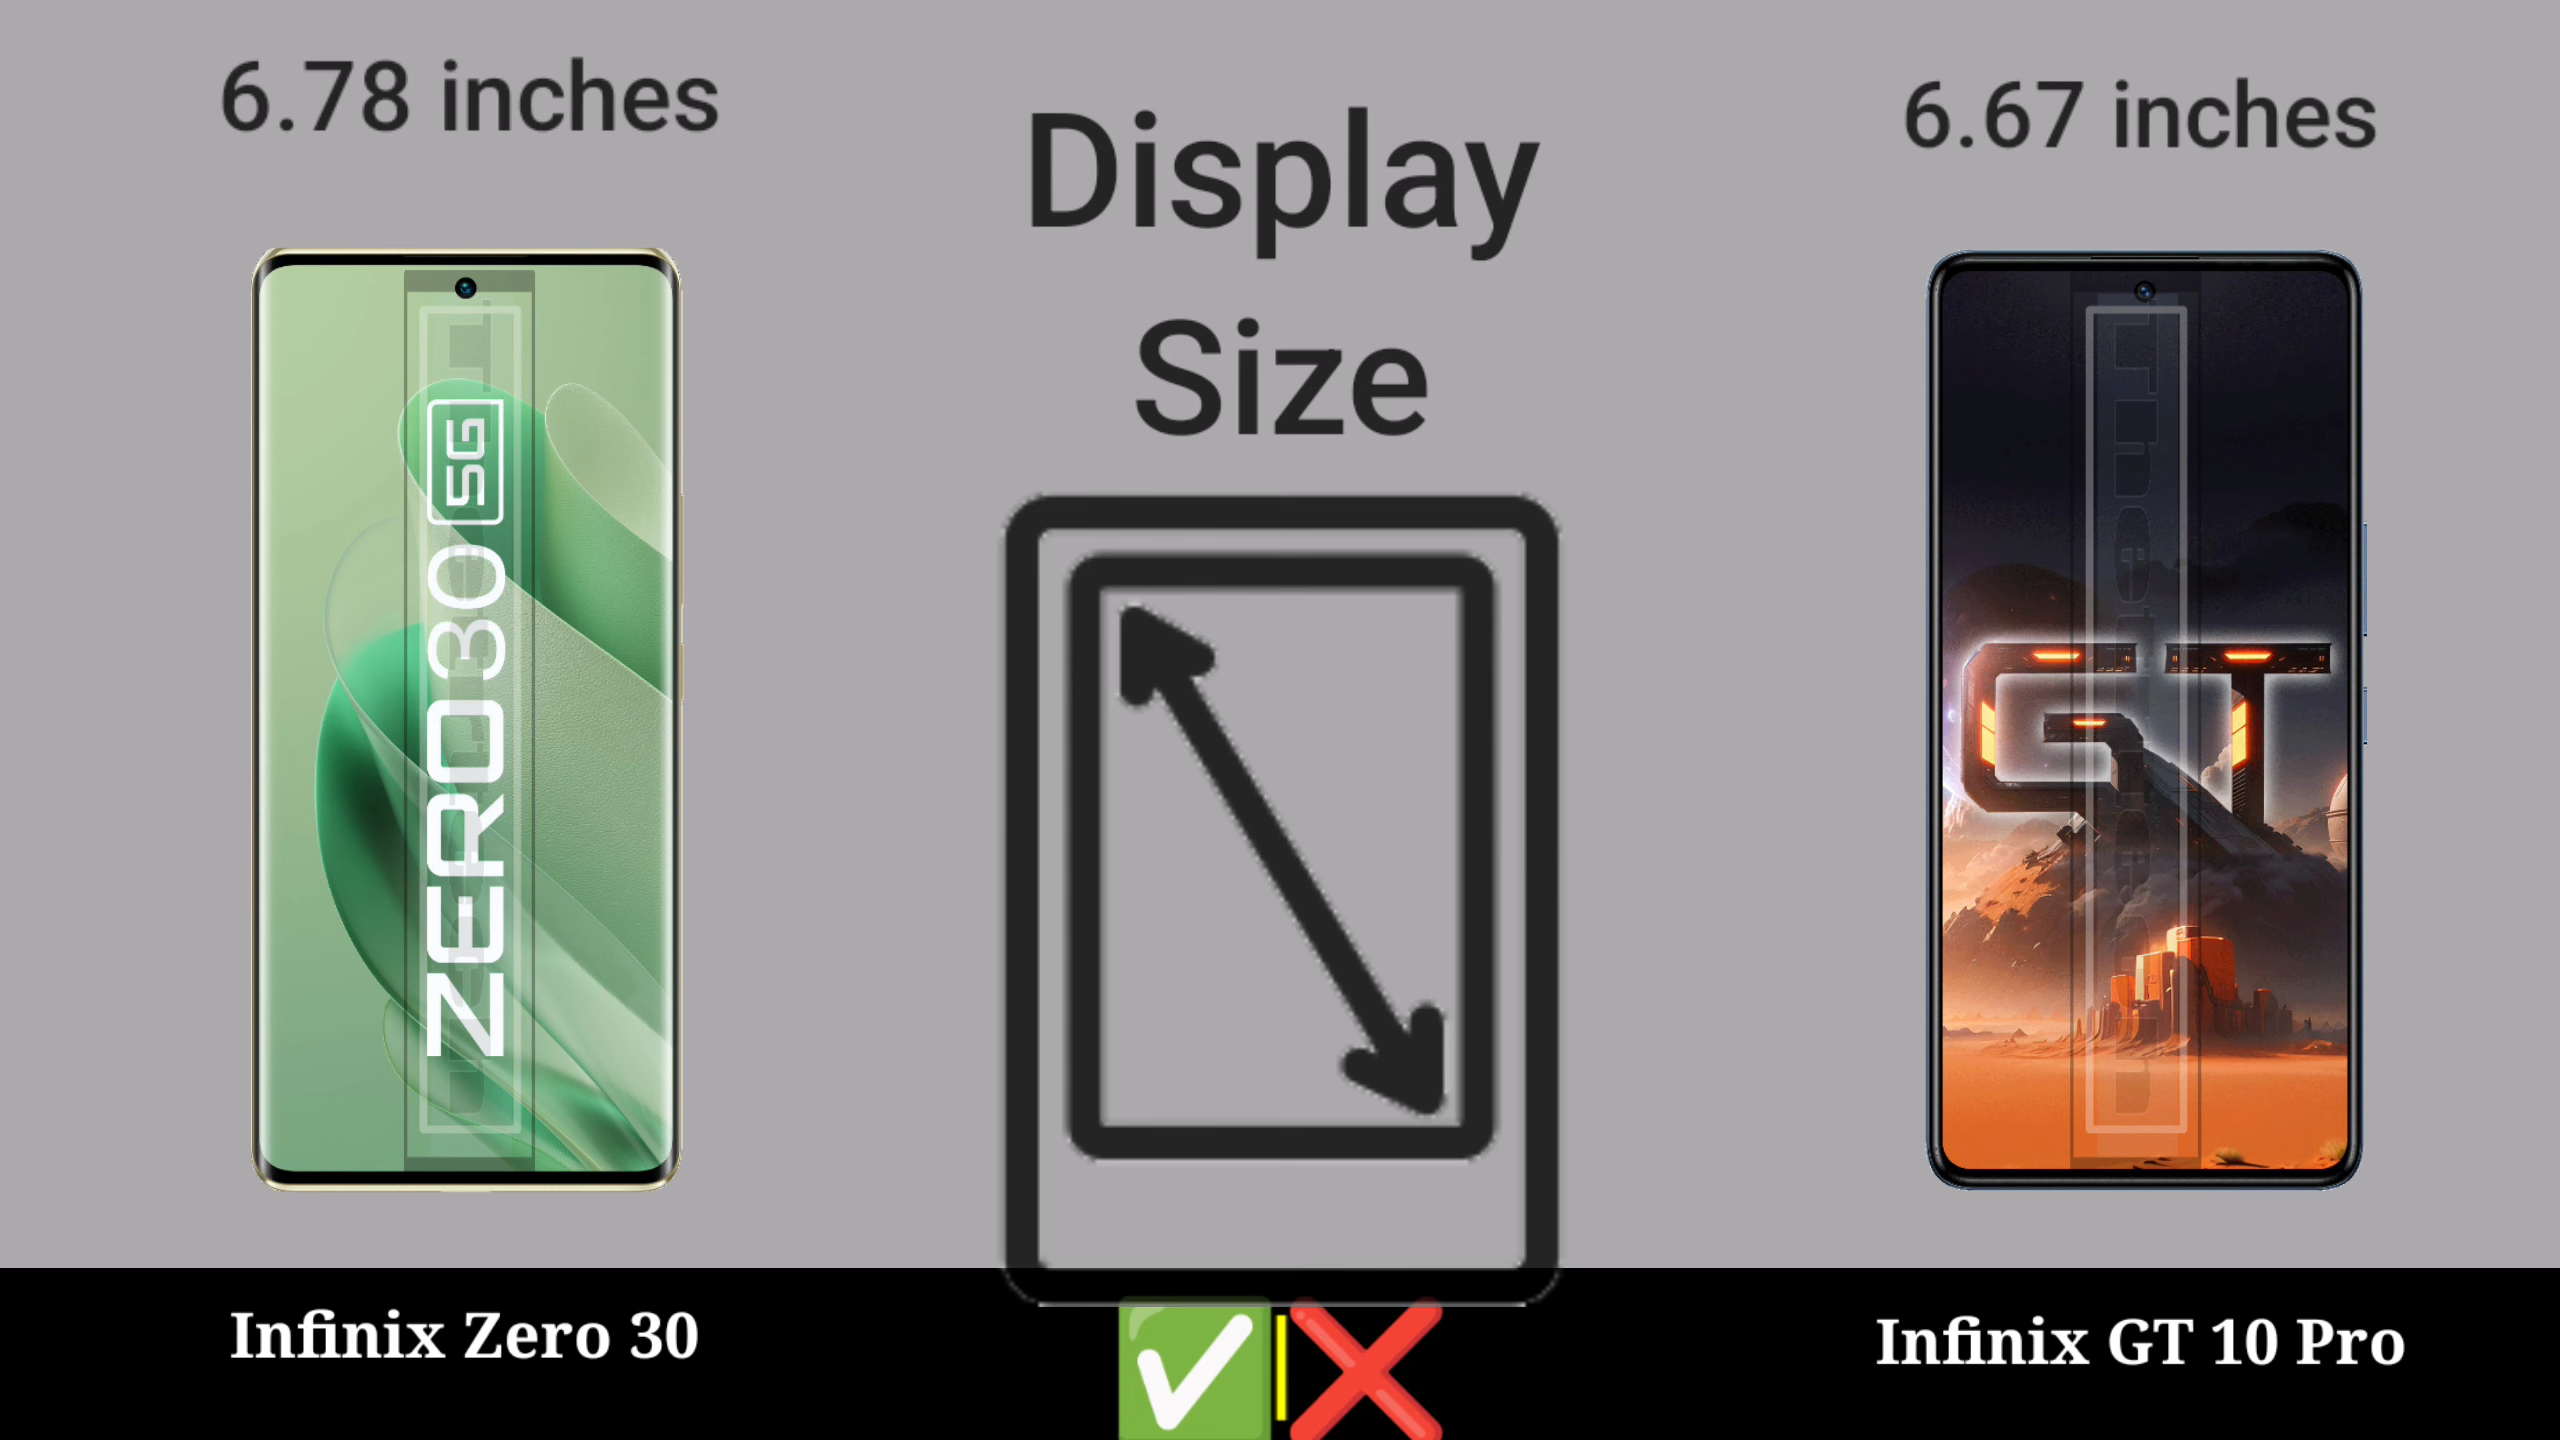 6.78 inches
Display
Size
6.67 inches
ZERO 30 5G
GT
Infinix Zero 30
Infinix GT 10 Pro